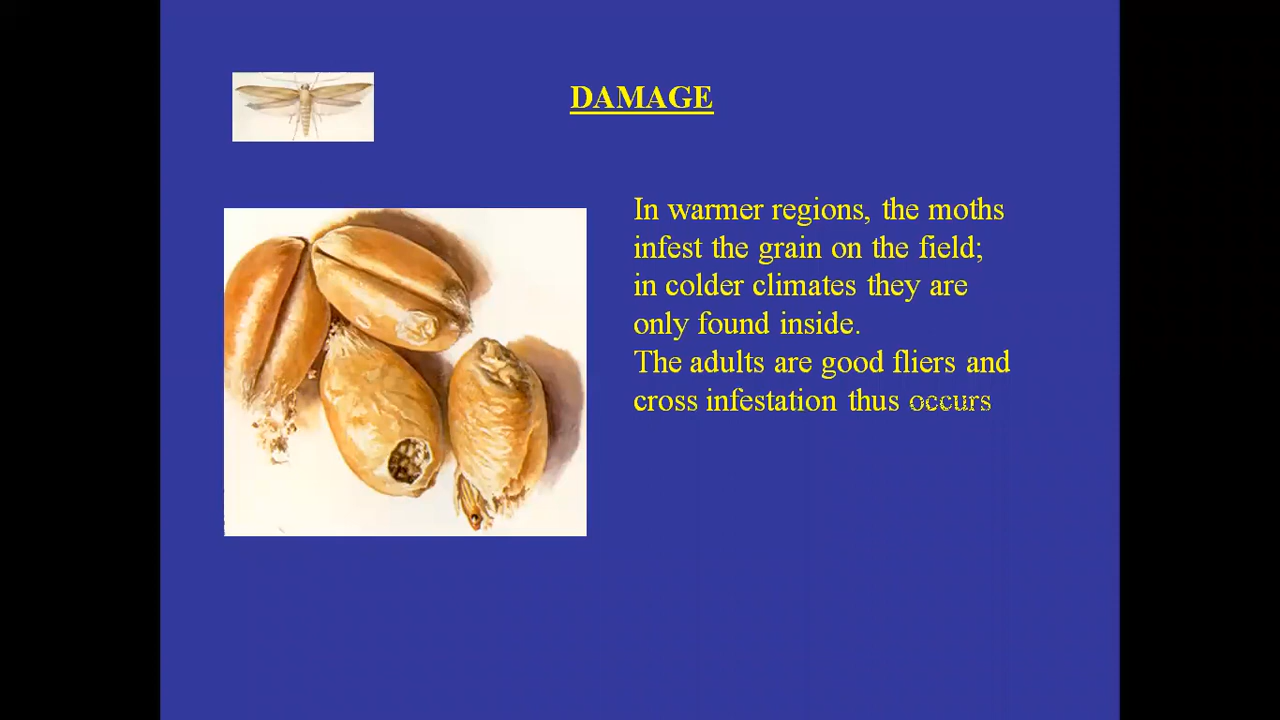 DAMAGE
In warmer regions, the moths
infest the grain on the field;
in colder climates they are
only found inside.
The adults are good fliers and
cross infestation thus occurs